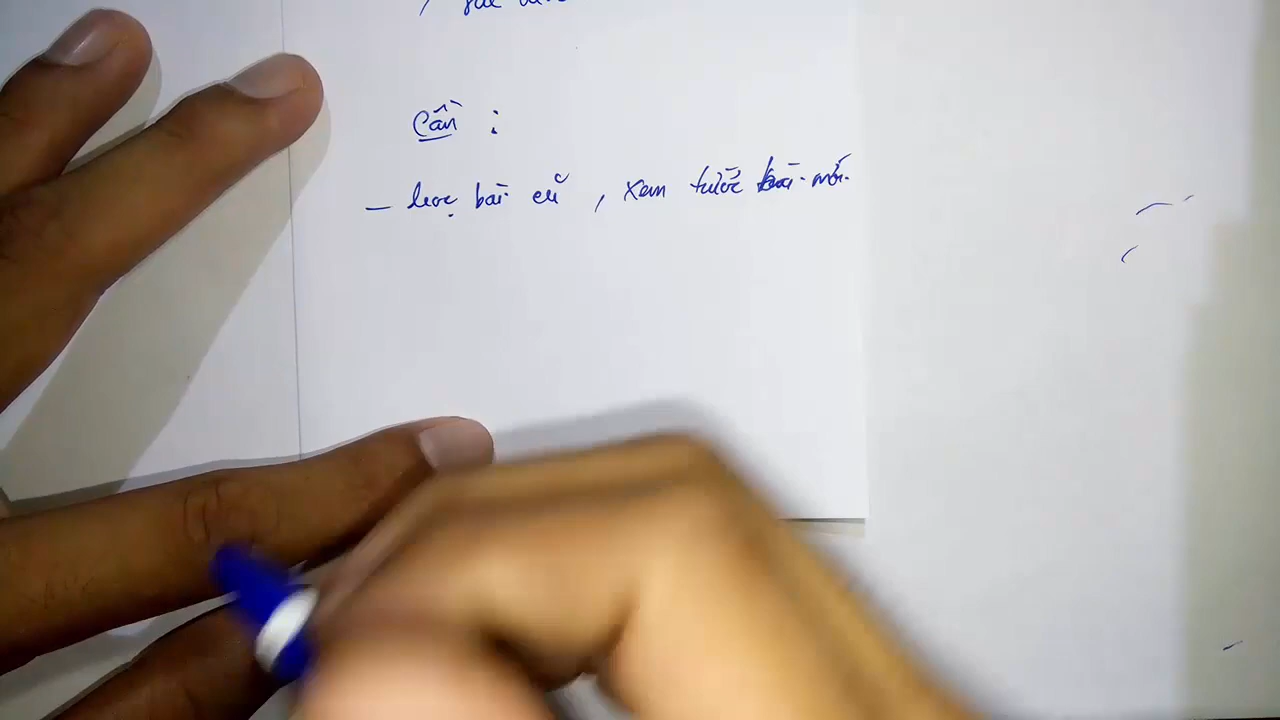 Cần :
– học bài cũ , xem trước bài mới.